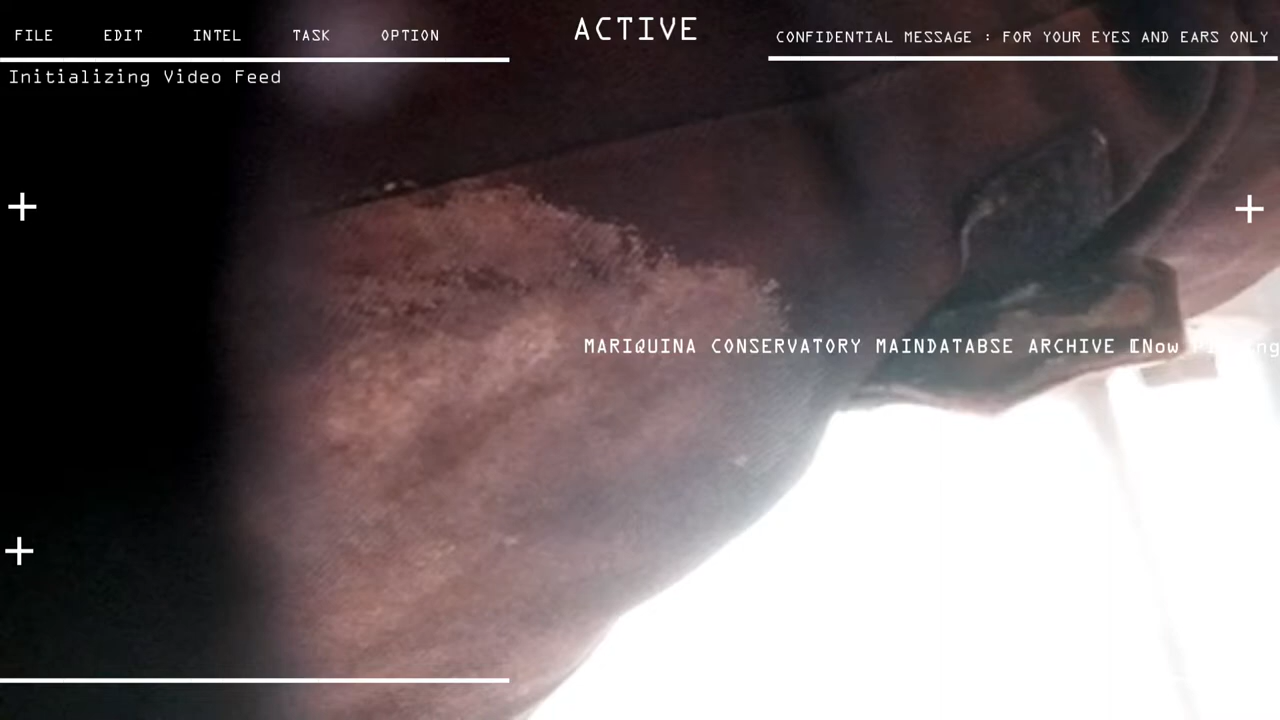 FILE EDIT INTEL TASK OPTION
ACTIVE
CONFIDENTIAL MESSAGE : FOR YOUR EYES AND EARS ONLY
Initializing Video Feed
MARIQUINA CONSERVATORY MAINDATABSE ARCHIVE [Now